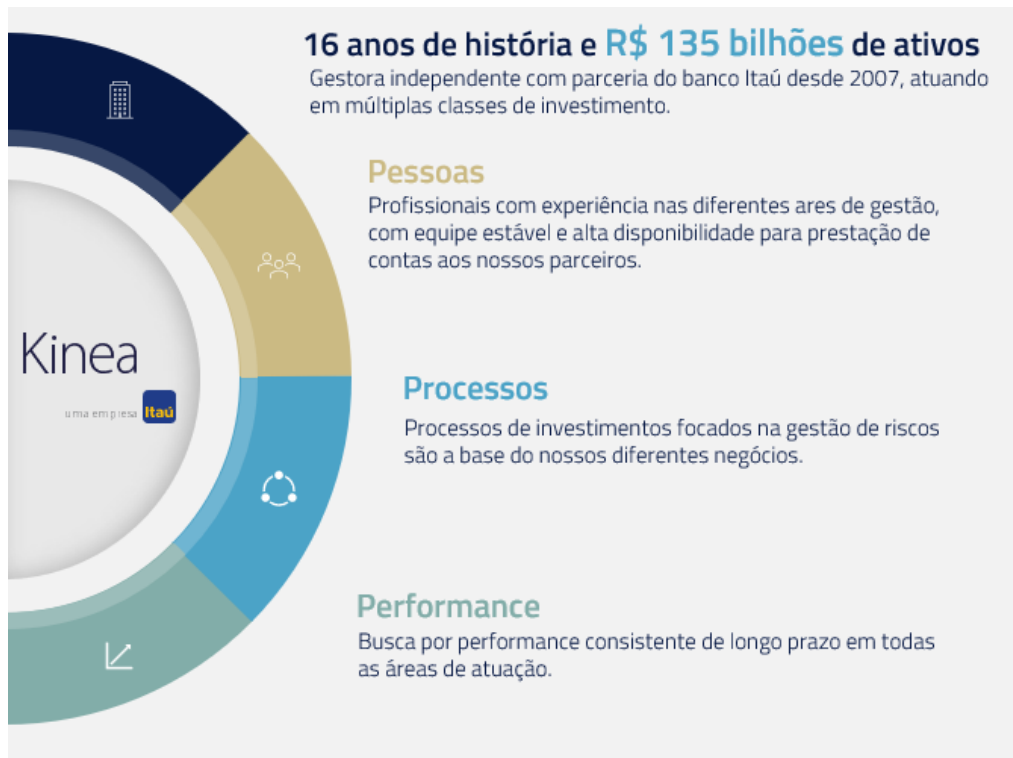 16 anos de história e R$ 135 bilhões de ativos
Gestora independente com parceria do banco Itaú desde 2007, atuando
em múltiplas classes de investimento.
Pessoas
Profissionais com experiência nas diferentes ares de gestão,
com equipe estável e alta disponibilidade para prestação de
contas aos nossos parceiros.
Kinea
uma empresa Itaú
Processos
Processos de investimentos focados na gestão de riscos
são a base do nossos diferentes negócios.
Performance
Busca por performance consistente de longo prazo em todas
as áreas de atuação.